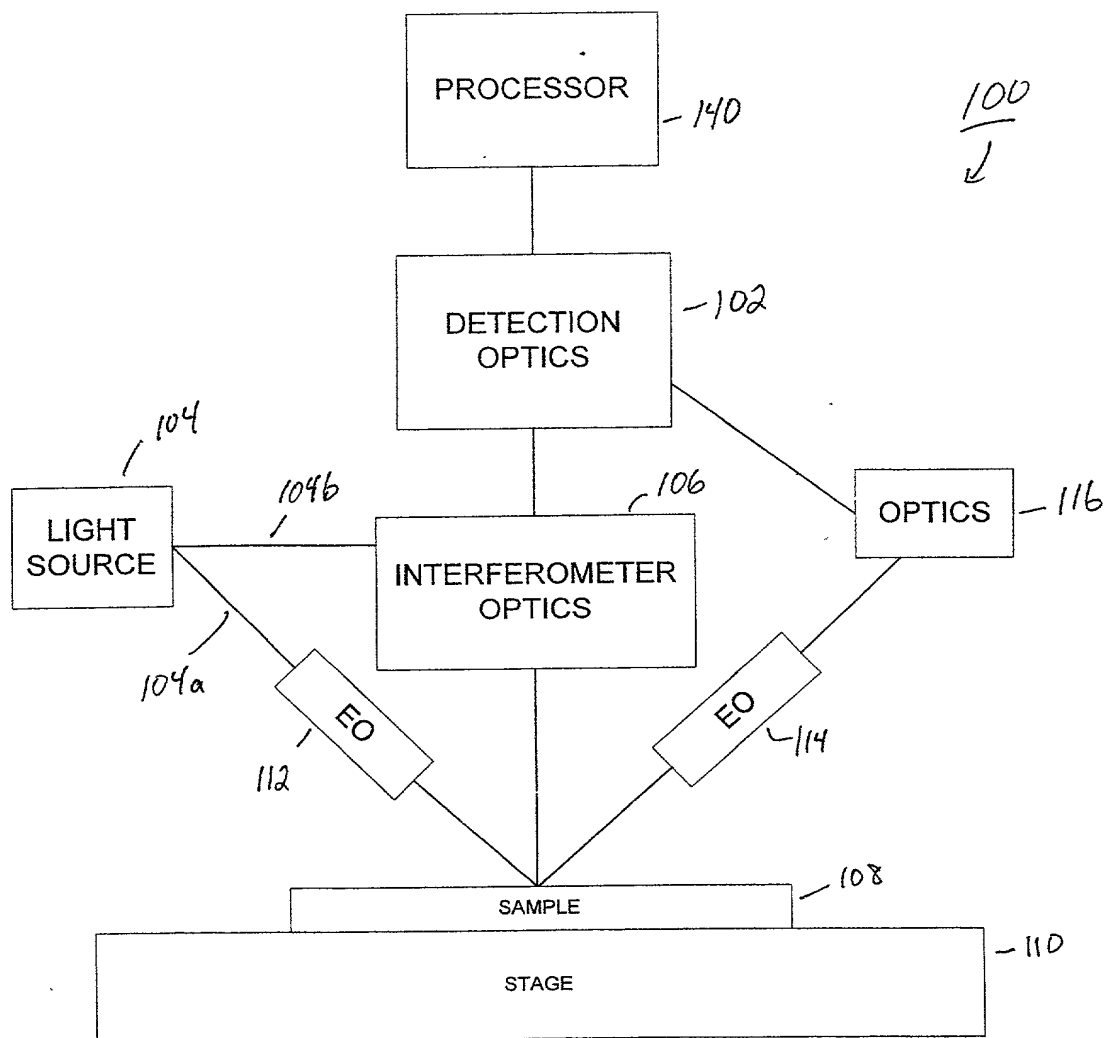 PROCESSOR
140
100
DETECTION
OPTICS
102
104
LIGHT
SOURCE
104b
106
INTERFEROMETER
OPTICS
OPTICS
116
104a
EO
112
EO
114
SAMPLE
108
STAGE
110